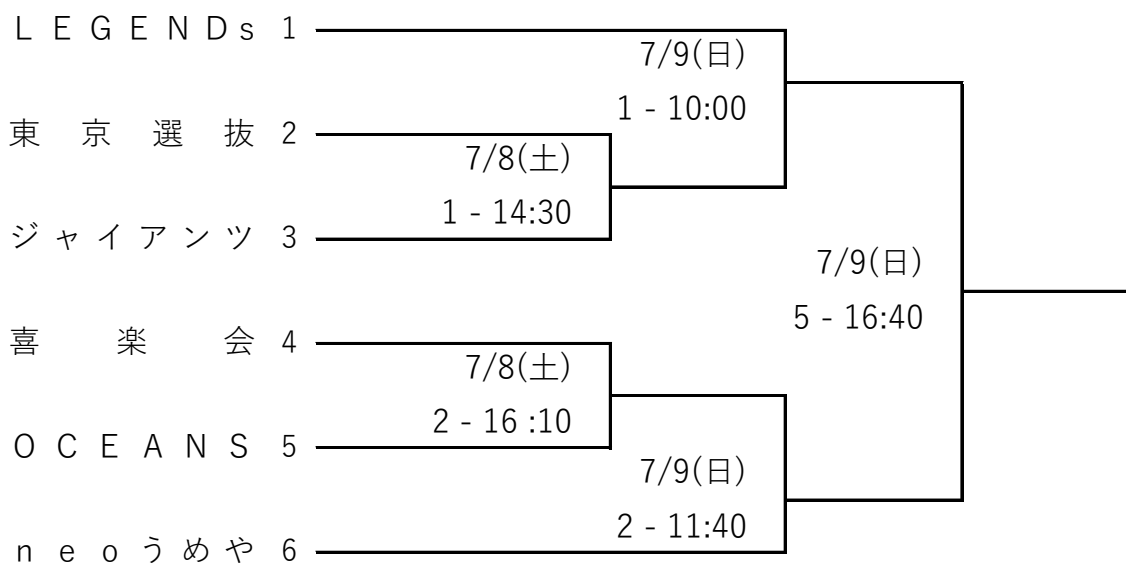 LEGENDs 1
7/9(日)
1 - 10:00
東京選抜 2
7/8(土)
1 - 14:30
ジャイアンツ 3
7/9(日)
5 - 16:40
喜楽会 4
7/8(土)
2 - 16 :10
OCEANS 5
7/9(日)
2 - 11:40
neoうめや 6